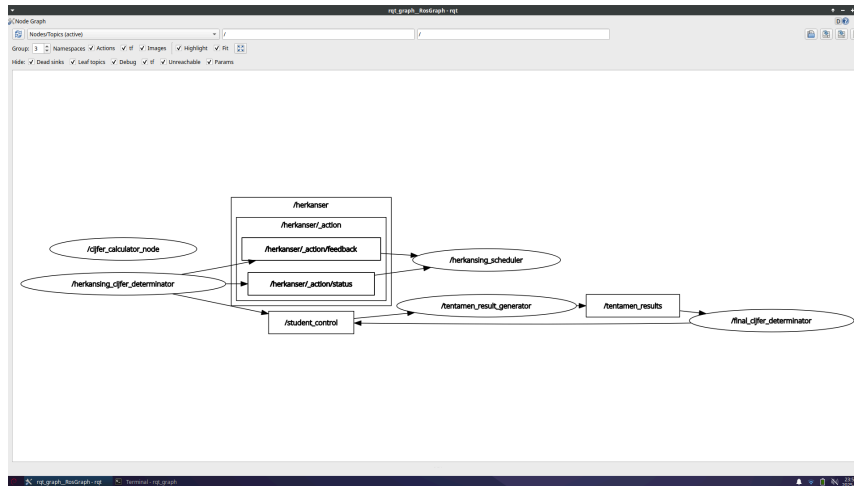 rqt_graph__RosGraph - rqt
Node Graph
D
Nodes/Topics (active)
/
/
Group: 3 Namespaces Actions tf Images Highlight Fit
Hide: Dead sinks Leaf topics Debug tf Unreachable Params
/herkanser
/herkanser/_action
/cijfer_calculator_node
/herkanser/_action/feedback
/herkansing_scheduler
/herkansing_cijfer_determinator
/herkanser/_action/status
/tentamen_result_generator
/tentamen_results
/student_control
/final_cijfer_determinator
rqt_graph__RosGraph - rqt
Terminal - rqt_graph